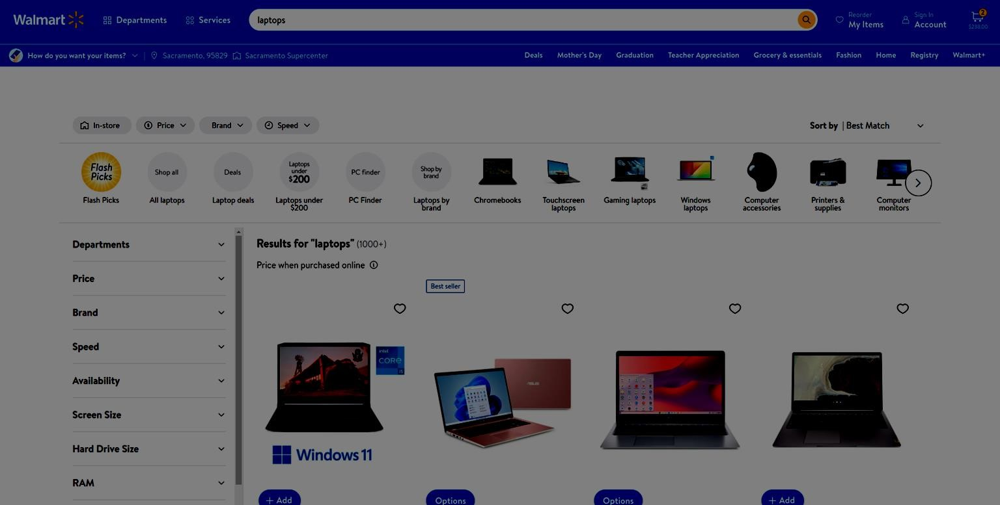 Walmart
Departments
Services
laptops
Reorder
My Items
Sign In
Account
2
$238.00
How do you want your items?
Sacramento, 95829
Sacramento Supercenter
Deals
Mother's Day
Graduation
Teacher Appreciation
Grocery & essentials
Fashion
Home
Registry
Walmart+
In-store
Price
Brand
Speed
Sort by | Best Match
Flash
Picks
Flash Picks
Shop all
All laptops
Deals
Laptop deals
Laptops
under
$200
Laptops under
$200
PC finder
PC Finder
Shop by
brand
Laptops by
brand
Chromebooks
Touchscreen
laptops
Gaming laptops
Windows
laptops
Computer
accessories
Printers &
supplies
Computer
monitors
Departments
Price
Brand
Speed
Availability
Screen Size
Hard Drive Size
RAM
Results for "laptops" (1000+)
Price when purchased online
Best seller
intel
CORE
i5
Windows 11
ASUS
+ Add
Options
Options
+ Add